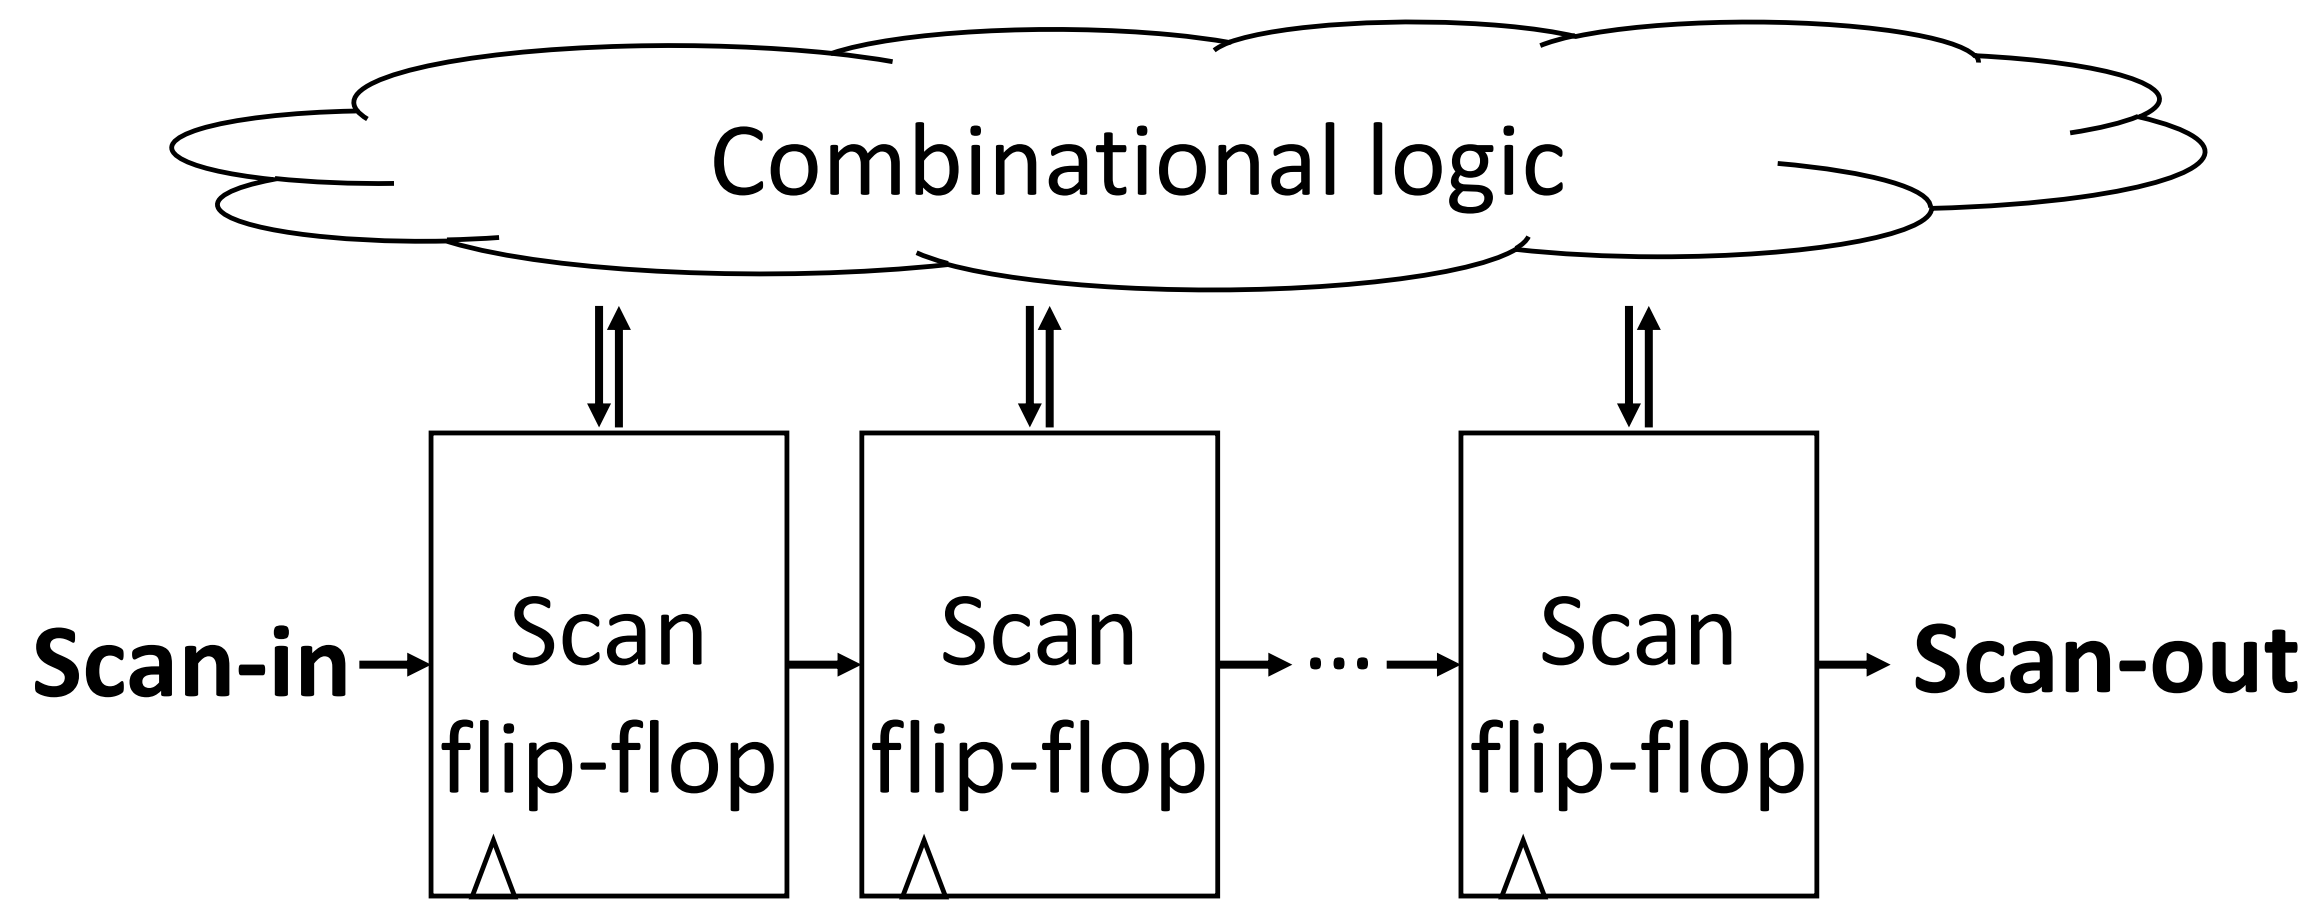 Combinational logic
Scan
flip-flop
Scan
flip-flop
Scan
flip-flop
Scan-in
...
Scan-out